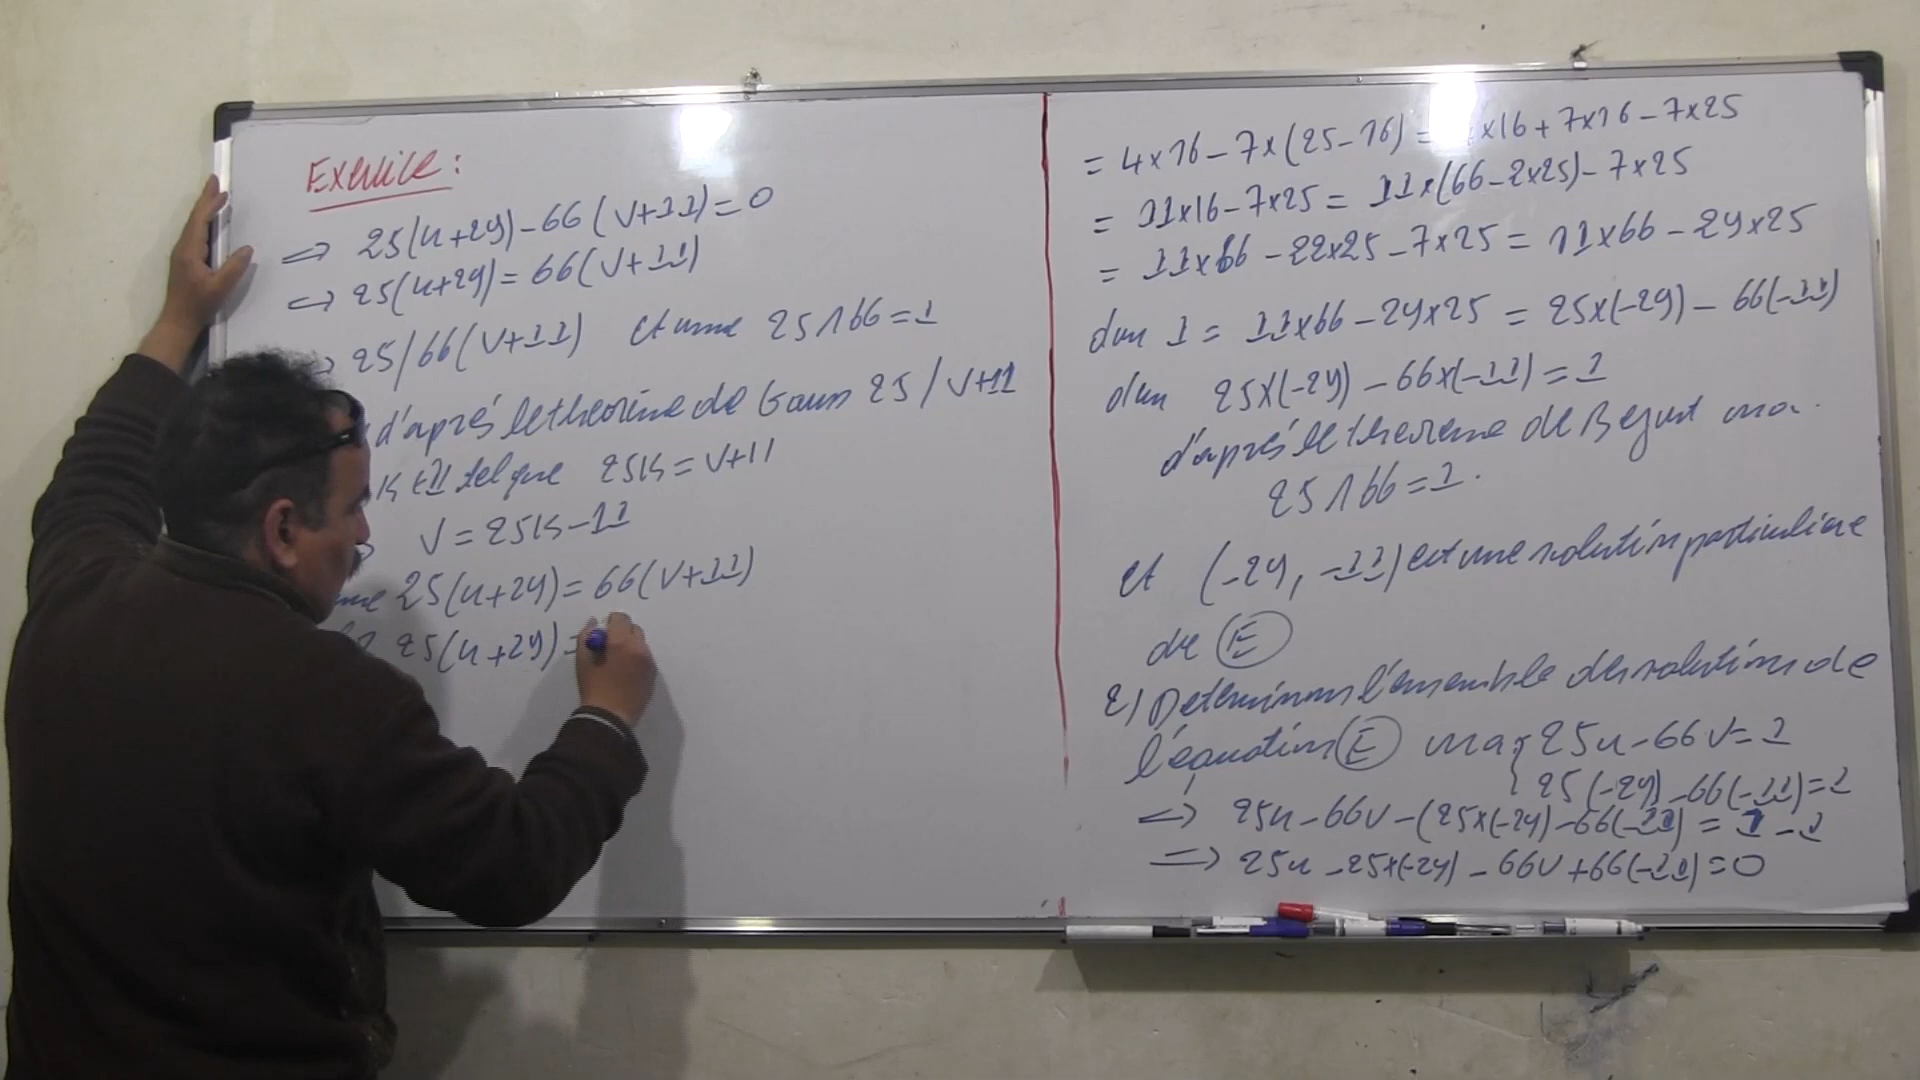 Exercice :
=> 25(u+29)-66(v+11)=0
=> 25(u+29)=66(v+11)
=> 25/66(v+11) et comme 25∧66=1
d'après le théorème de Gauss 25/v+11
k∈Z tel que 25k=v+11
v=25k-11
25(u+29)=66(v+11)
25(u+29)=
= 4×16-7×(25-16) = 4×16+7×16-7×25
= 11×16-7×25 = 11×(66-2×25)-7×25
= 11×66-22×25-7×25 = 11×66-29×25
donc 1 = 11×66-29×25 = 25×(-29)-66(-11)
donc 25×(-29)-66×(-11)=1
d'après le théorème de Bezout on a
25∧66=1.
et (-29,-11) est une solution particulière
de (E)
2/ Déterminons l'ensemble des solutions de
l'équation (E) on a { 25u-66v=1
25(-29)-66(-11)=1
=> 25u-66v-(25×(-29)-66(-11))=1-1
=> 25u-25×(-29)-66v+66(-11)=0